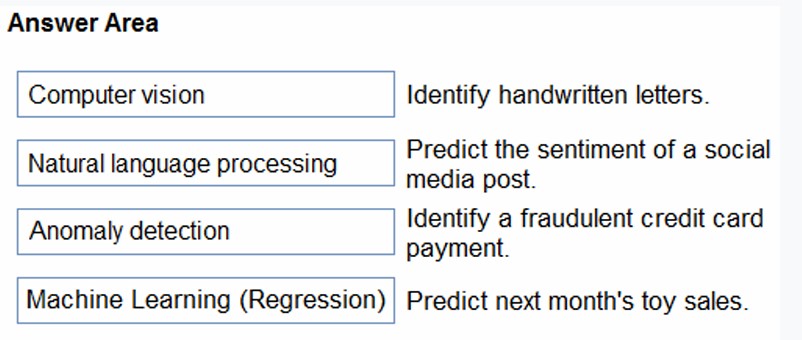 Answer Area
Computer vision
Identify handwritten letters.
Natural language processing
Predict the sentiment of a social
media post.
Anomaly detection
Identify a fraudulent credit card
payment.
Machine Learning (Regression)
Predict next month's toy sales.